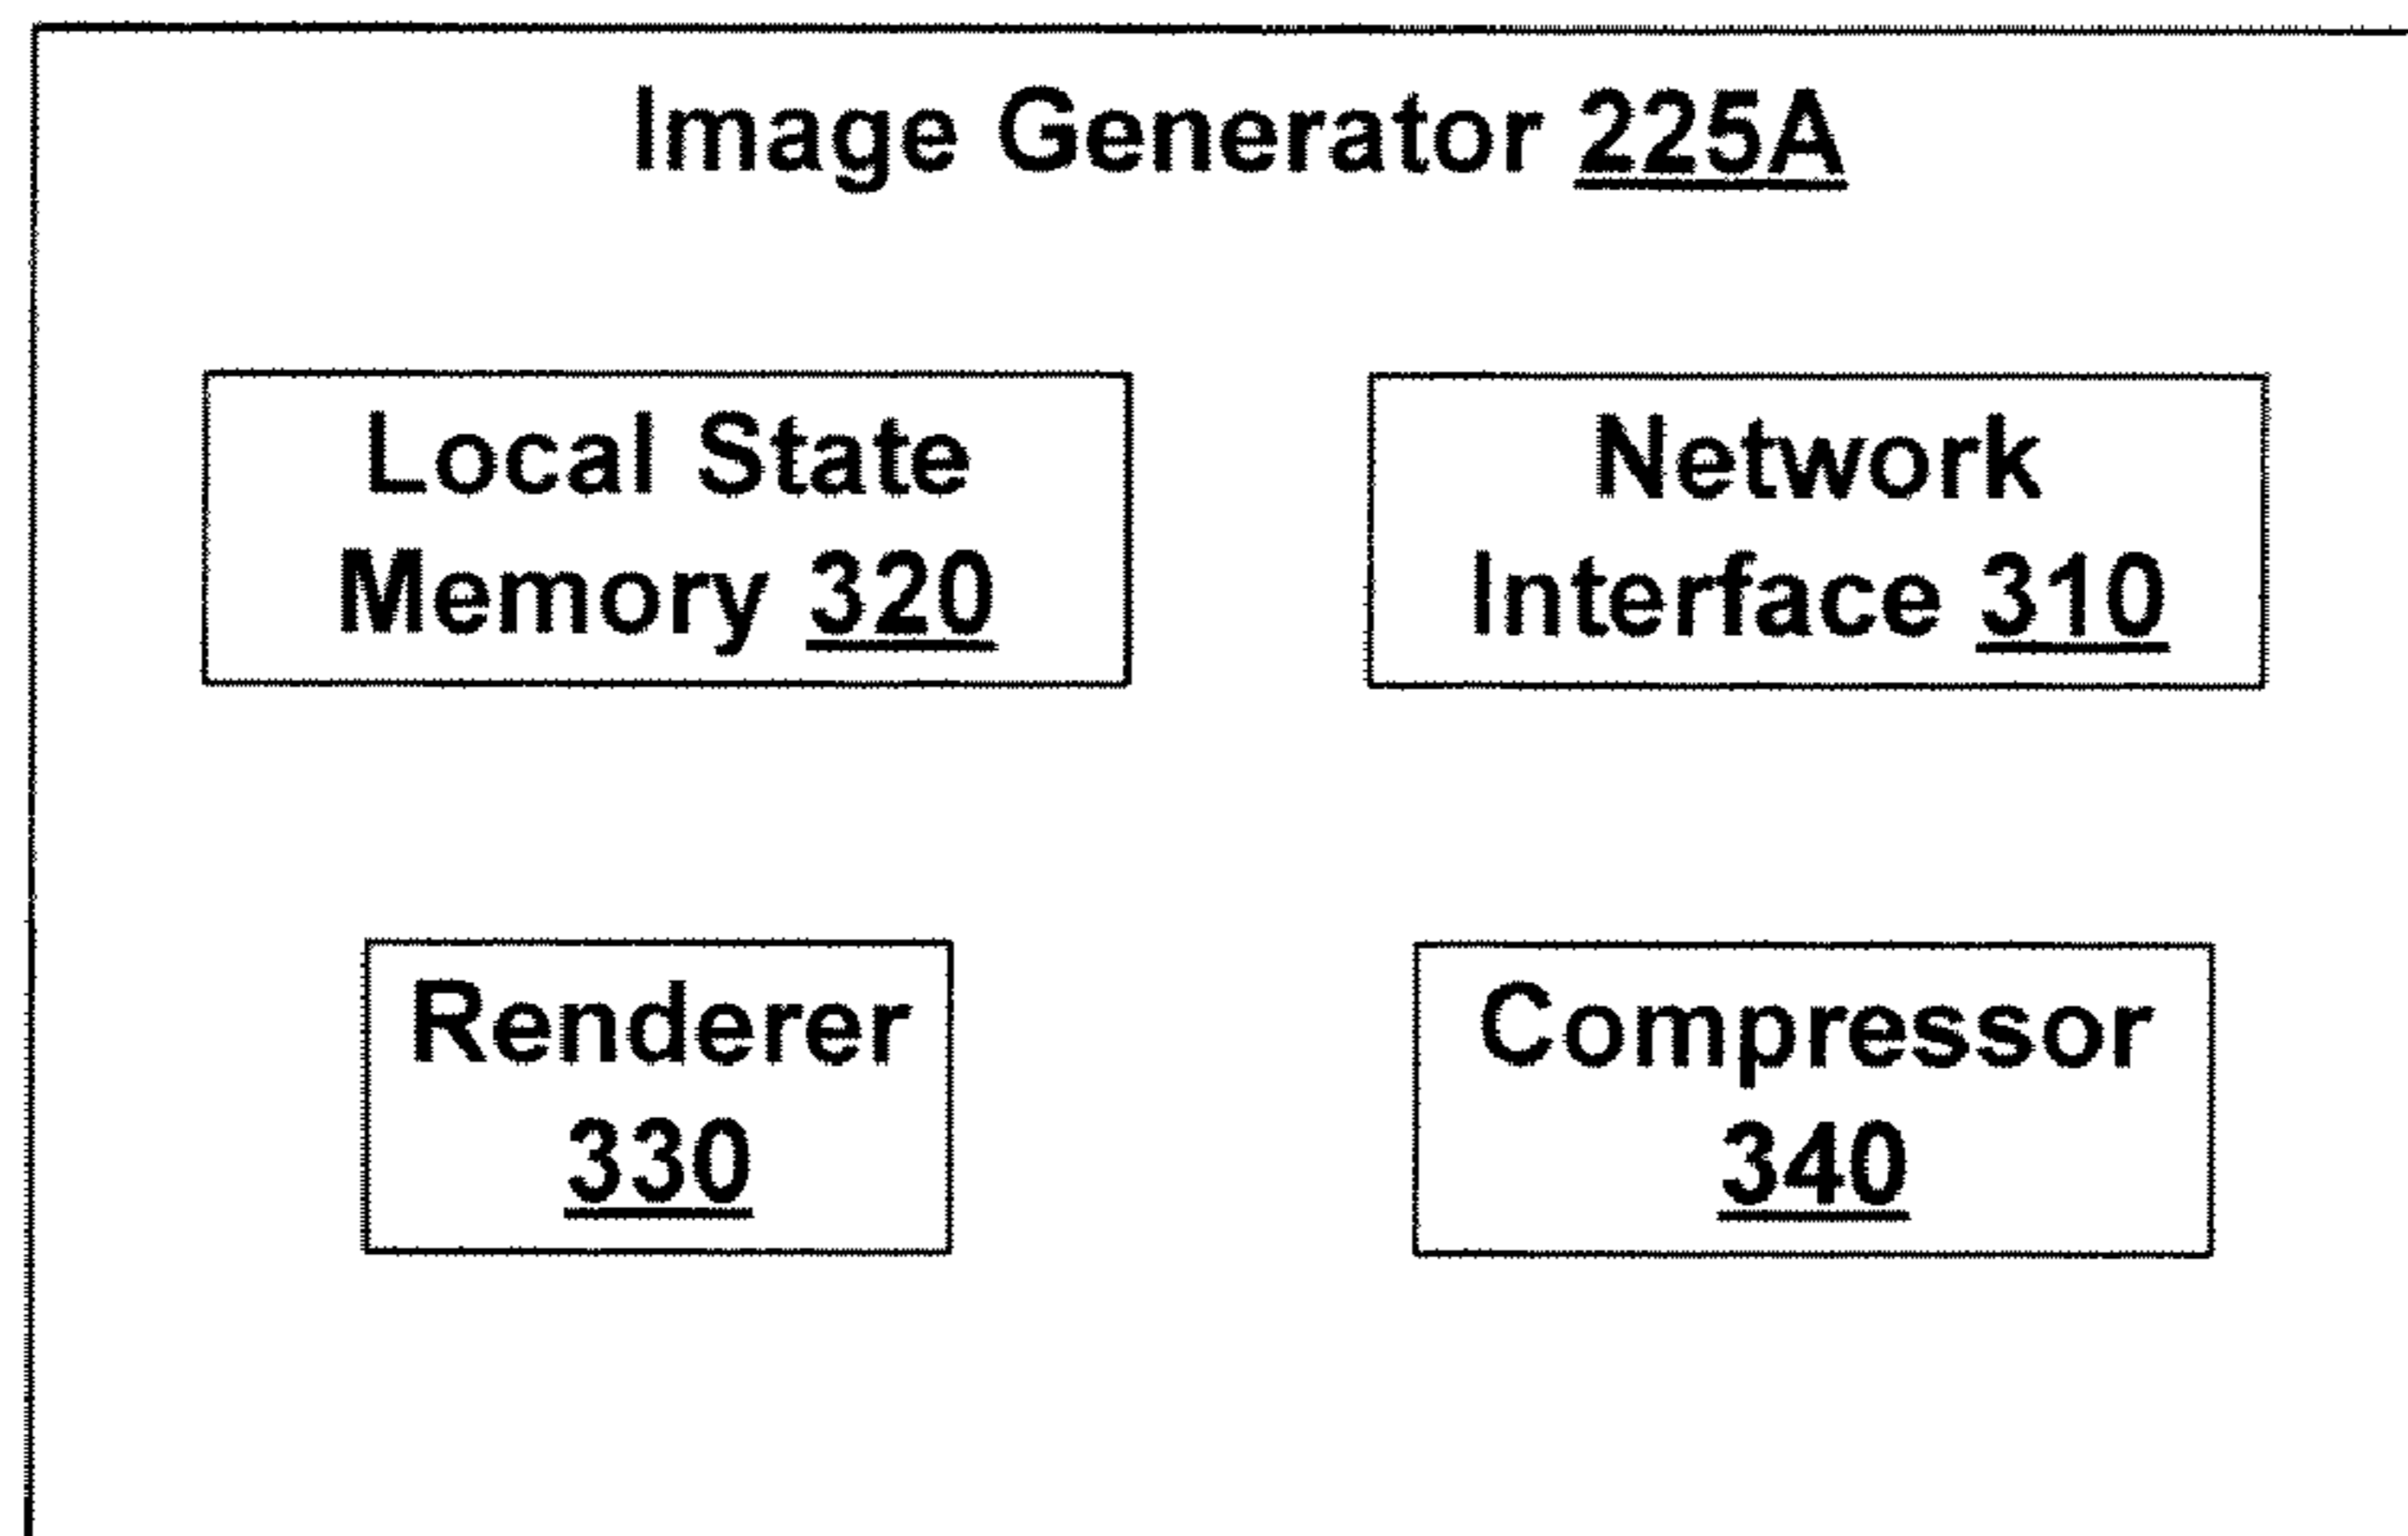 Image Generator 225A
Local State
Memory 320
Network
Interface 310
Renderer
330
Compressor
340